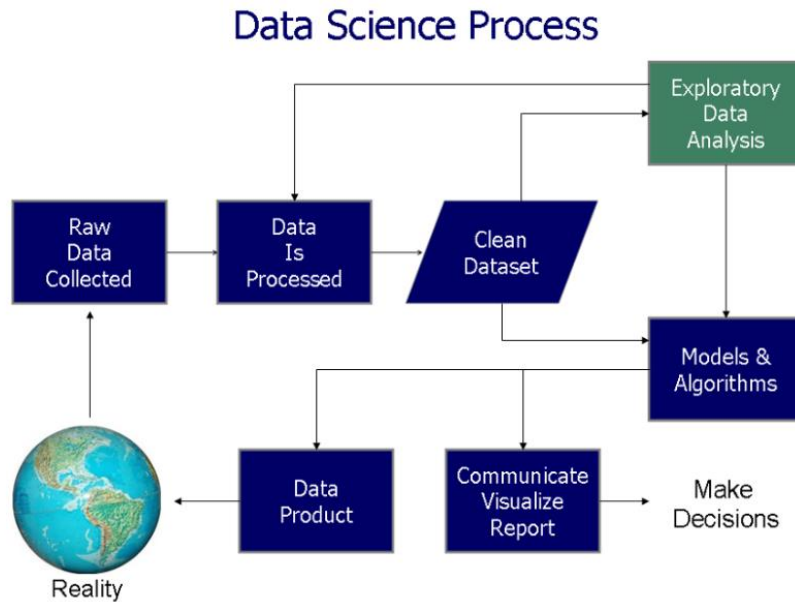 Data Science Process
Exploratory
Data
Analysis
Raw
Data
Collected
Data
Is
Processed
Clean
Dataset
Models &
Algorithms
Data
Product
Communicate
Visualize
Report
Make
Decisions
Reality